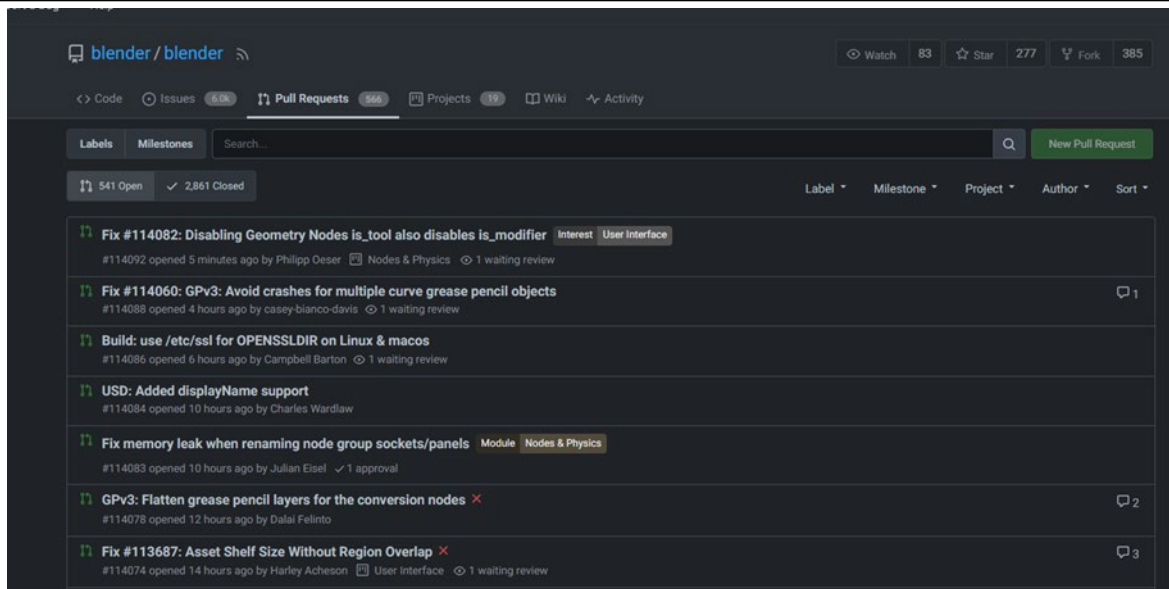 blender / blender
Watch 83 Star 277 Fork 385
<> Code Issues 6.0k Pull Requests 566 Projects 19 Wiki Activity
Labels Milestones Search... New Pull Request
541 Open 2,861 Closed Label Milestone Project Author Sort
Fix #114082: Disabling Geometry Nodes is_tool also disables is_modifier Interest User Interface
#114092 opened 5 minutes ago by Philipp Oeser Nodes & Physics 1 waiting review
Fix #114060: GPv3: Avoid crashes for multiple curve grease pencil objects 1
#114088 opened 4 hours ago by casey-bianco-davis 1 waiting review
Build: use /etc/ssl for OPENSSLDIR on Linux & macos
#114086 opened 6 hours ago by Campbell Barton 1 waiting review
USD: Added displayName support
#114084 opened 10 hours ago by Charles Wardlaw
Fix memory leak when renaming node group sockets/panels Module Nodes & Physics
#114083 opened 10 hours ago by Julian Eisel 1 approval
GPv3: Flatten grease pencil layers for the conversion nodes 2
#114078 opened 12 hours ago by Dalai Felinto
Fix #113687: Asset Shelf Size Without Region Overlap 3
#114074 opened 14 hours ago by Harley Acheson User Interface 1 waiting review